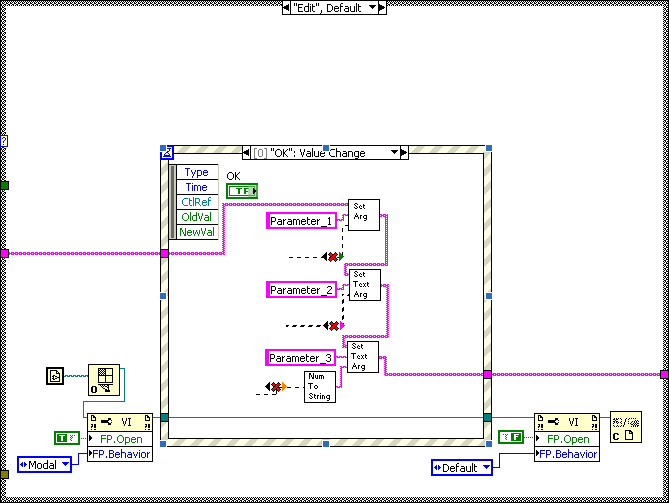 "Edit", Default
?
[0] "OK": Value Change
Type
Time
CtlRef
OldVal
NewVal
OK
TF
Set
Arg
Parameter_1
Set
Text
Arg
Parameter_2
Set
Text
Arg
Parameter_3
Num
To
String
O
VI
FP.Open
FP.Behavior
T
Modal
VI
FP.Open
FP.Behavior
F
Default
C